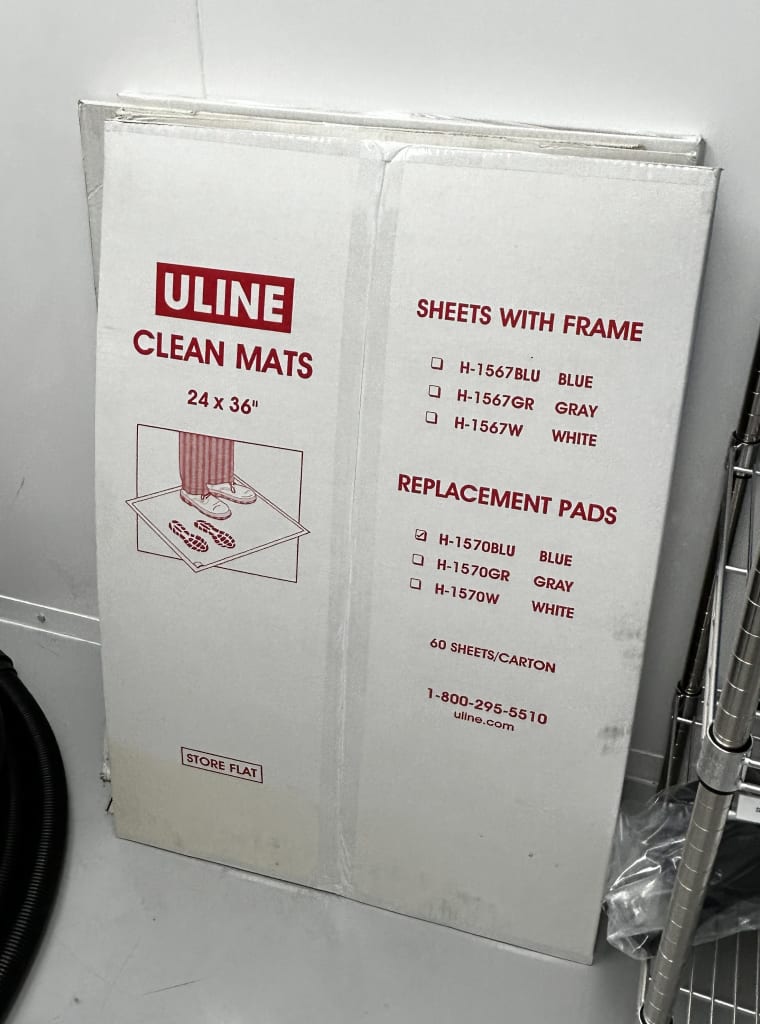 ULINE
CLEAN MATS
24 x 36"
STORE FLAT
SHEETS WITH FRAME
☐ H-1567BLU BLUE
☐ H-1567GR GRAY
☐ H-1567W WHITE
REPLACEMENT PADS
☑ H-1570BLU BLUE
☐ H-1570GR GRAY
☐ H-1570W WHITE
60 SHEETS/CARTON
1-800-295-5510
uline.com